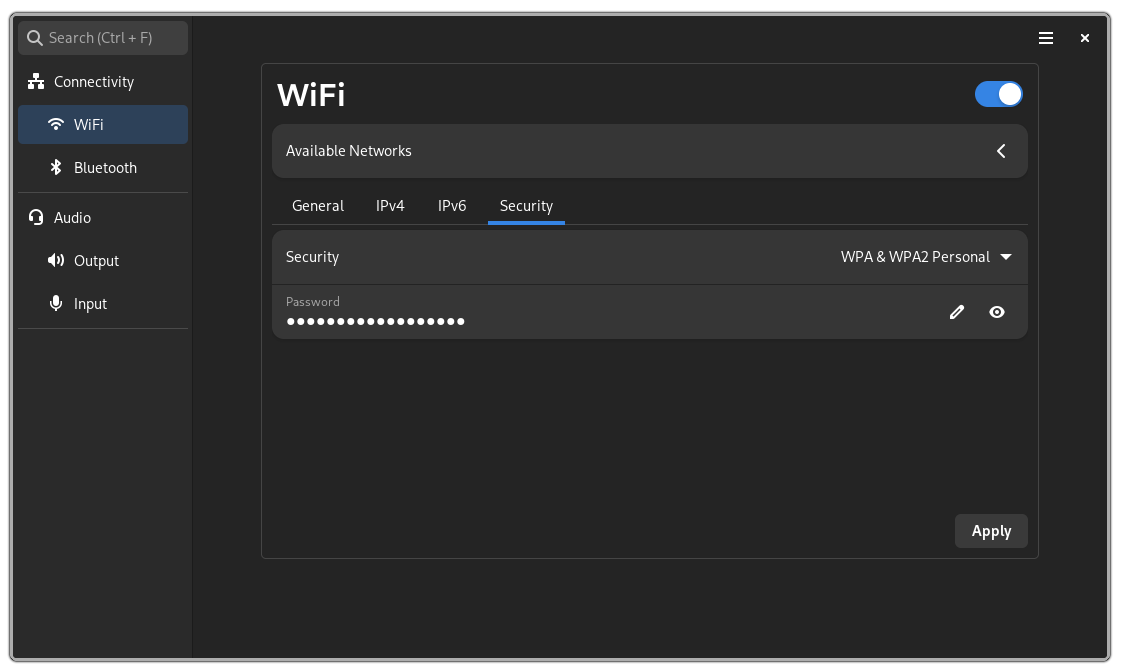 Search (Ctrl + F)
Connectivity
WiFi
Bluetooth
Audio
Output
Input
WiFi
Available Networks
General IPv4 IPv6 Security
Security WPA & WPA2 Personal
Password
●●●●●●●●●●●●●●●●●●
Apply